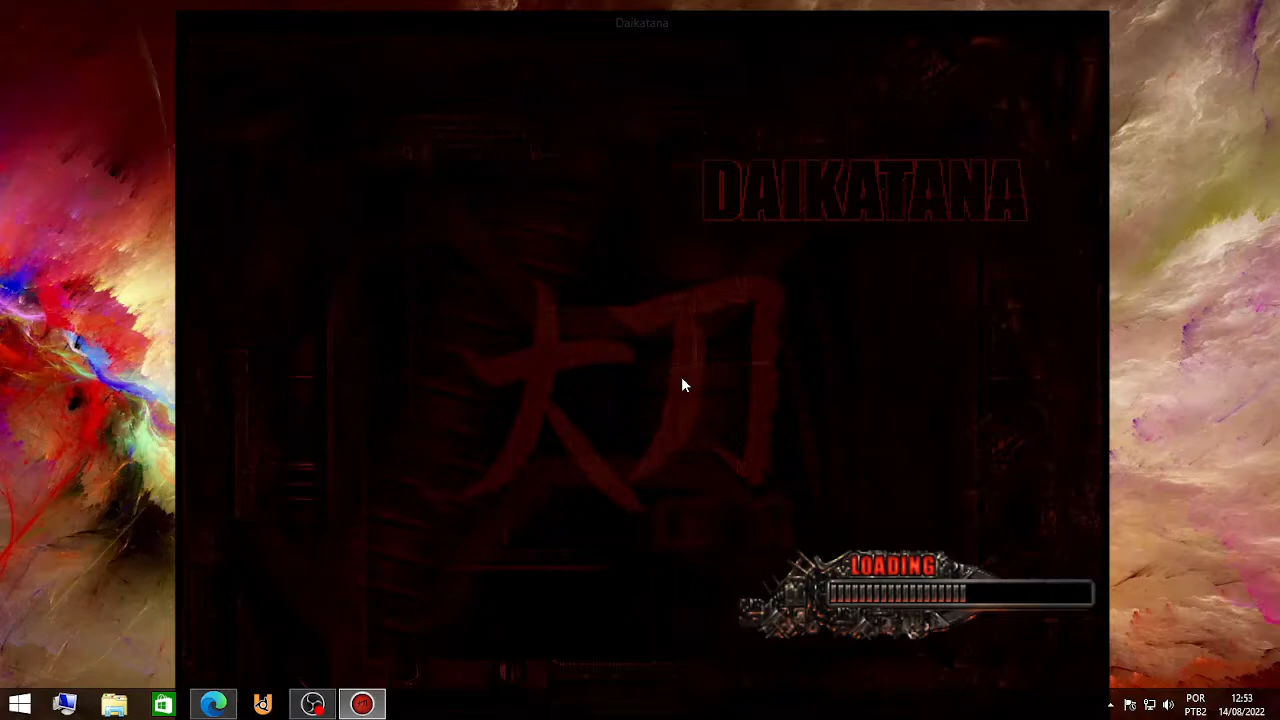 Daikatana
DAIKATANA
大刀
LOADING
POR
PTB2
12:53
14/08/2022